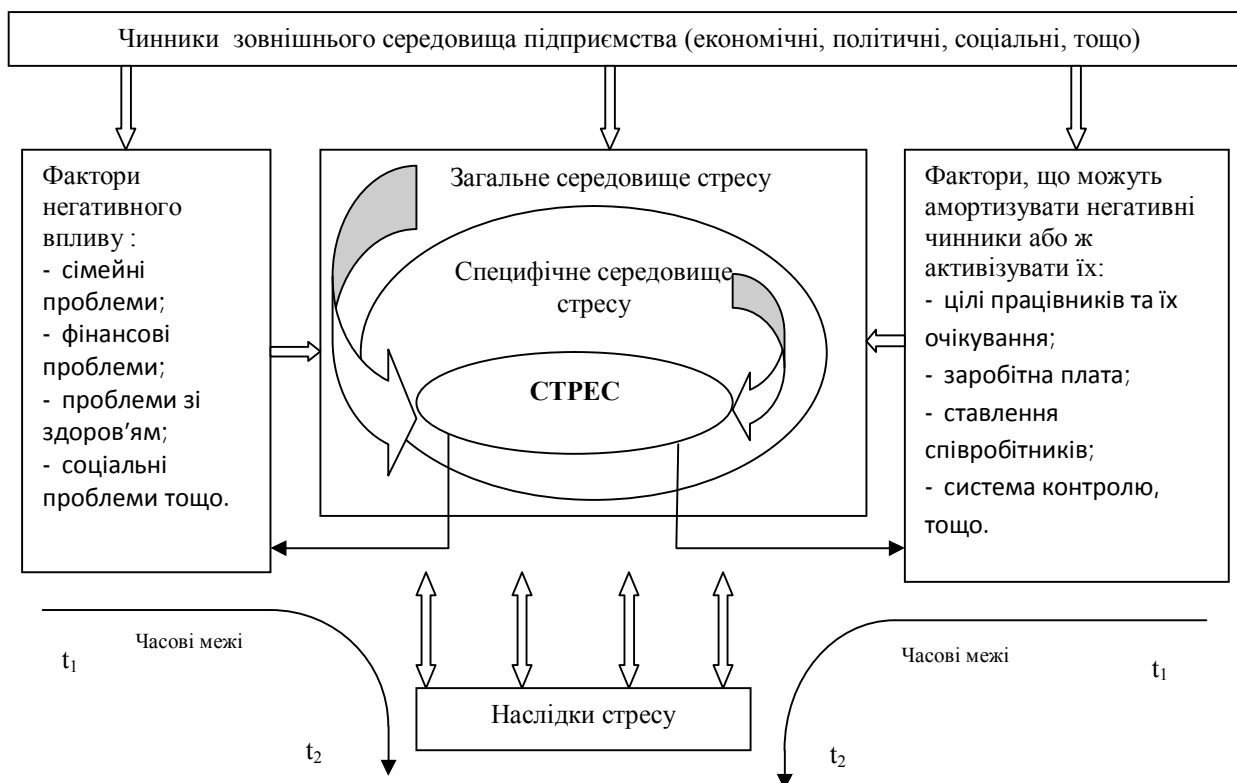 Чинники зовнішнього середовища підприємства (економічні, політичні, соціальні, тощо)
Фактори
негативного
впливу :
- сімейні
проблеми;
- фінансові
проблеми;
- проблеми зі
здоров'ям;
- соціальні
проблеми тощо.
Загальне середовище стресу
Специфічне середовище
стресу
СТРЕС
Фактори, що можуть
амортизувати негативні
чинники або ж
активізувати їх:
- цілі працівників та їх
очікування;
- заробітна плата;
- ставлення
співробітників;
- система контролю,
тощо.
Часові межі
t₁
t₂
Наслідки стресу
Часові межі
t₁
t₂